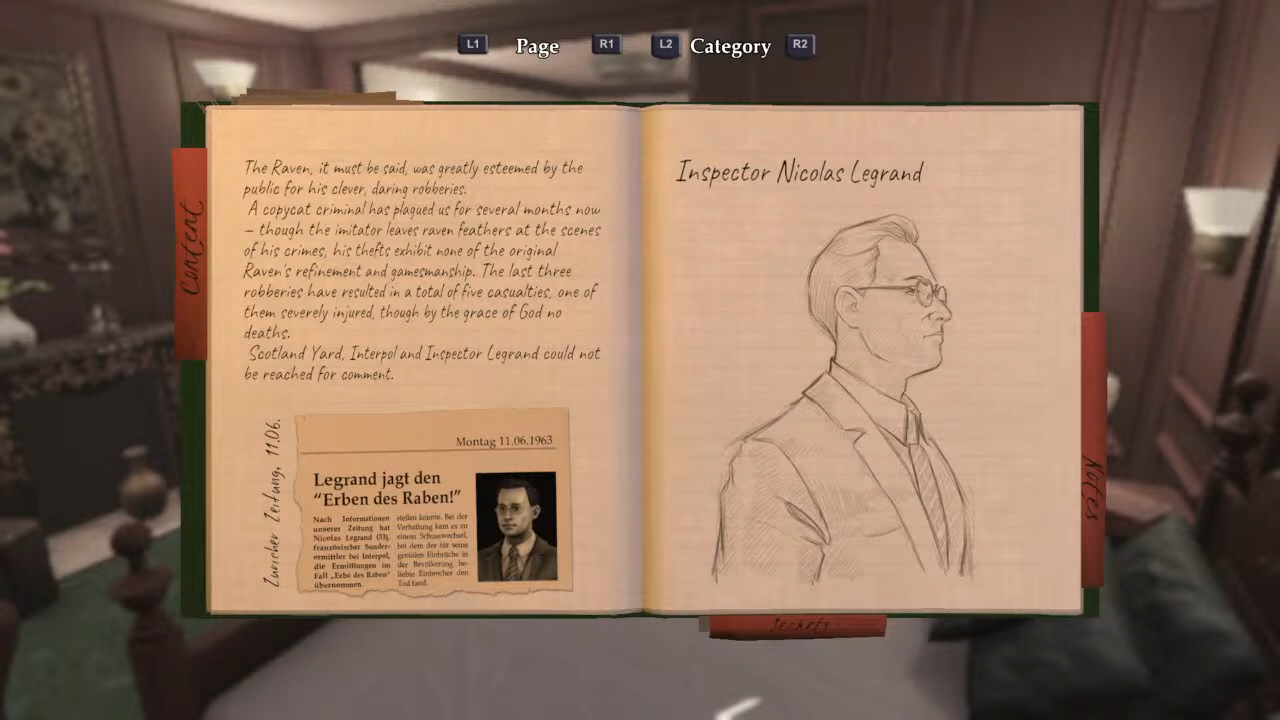 L1 Page R1 L2 Category R2
The Raven, it must be said, was greatly esteemed by the
public for his clever, daring robberies.
A copycat criminal has plagued us for several months now
– though the imitator leaves raven feathers at the scenes
of his crimes, his thefts exhibit none of the original
Raven's refinement and gamesmanship. The last three
robberies have resulted in a total of five casualties, one of
them severely injured, though by the grace of God no
deaths.
Scotland Yard, Interpol and Inspector Legrand could not
be reached for comment.
Content
Züricher Zeitung, 11.06.
Montag 11.06.1963
Legrand jagt den
“Erben des Raben!”
Nach Informationen
unserer Zeitung hat
Nicolas Legrand (33),
französischer Sonder-
ermittler bei Interpol,
die Ermittlungen im
Fall „Erbe des Raben“
übernommen.
stellen konnte. Bei der
Verhaftung kam es zu
einem Schusswechsel,
bei dem der für seine
genialen Einbrüche in
der Bevölkerung be-
liebte Einbrecher den
Tod fand.
Inspector Nicolas Legrand
Notes
Secrets